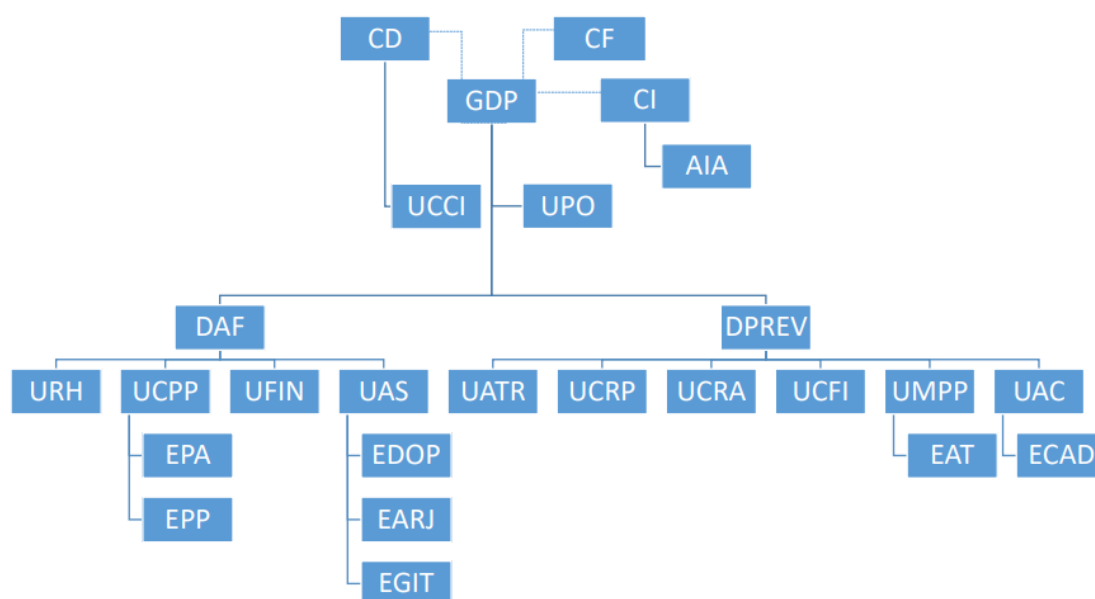 CD
CF
GDP
CI
AIA
UCCI
UPO
DAF
DPREV
URH
UCPP
UFIN
UAS
UATR
UCRP
UCRA
UCFI
UMPP
UAC
EPA
EDOP
EAT
ECAD
EPP
EARJ
EGIT